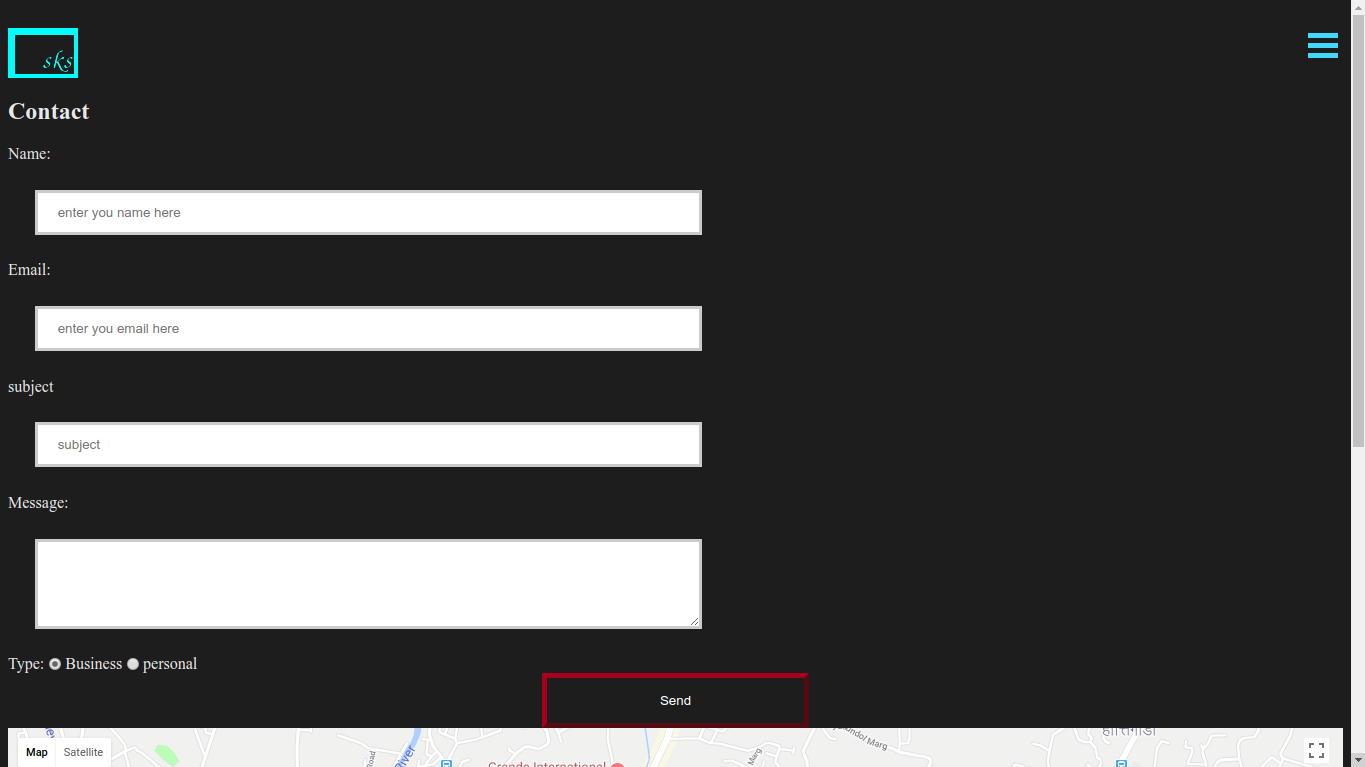 sks
Contact
Name:
enter you name here
Email:
enter you email here
subject
subject
Message:
Type: Business personal
Send
Map Satellite
Road
River
Grande International
Marg
Marg